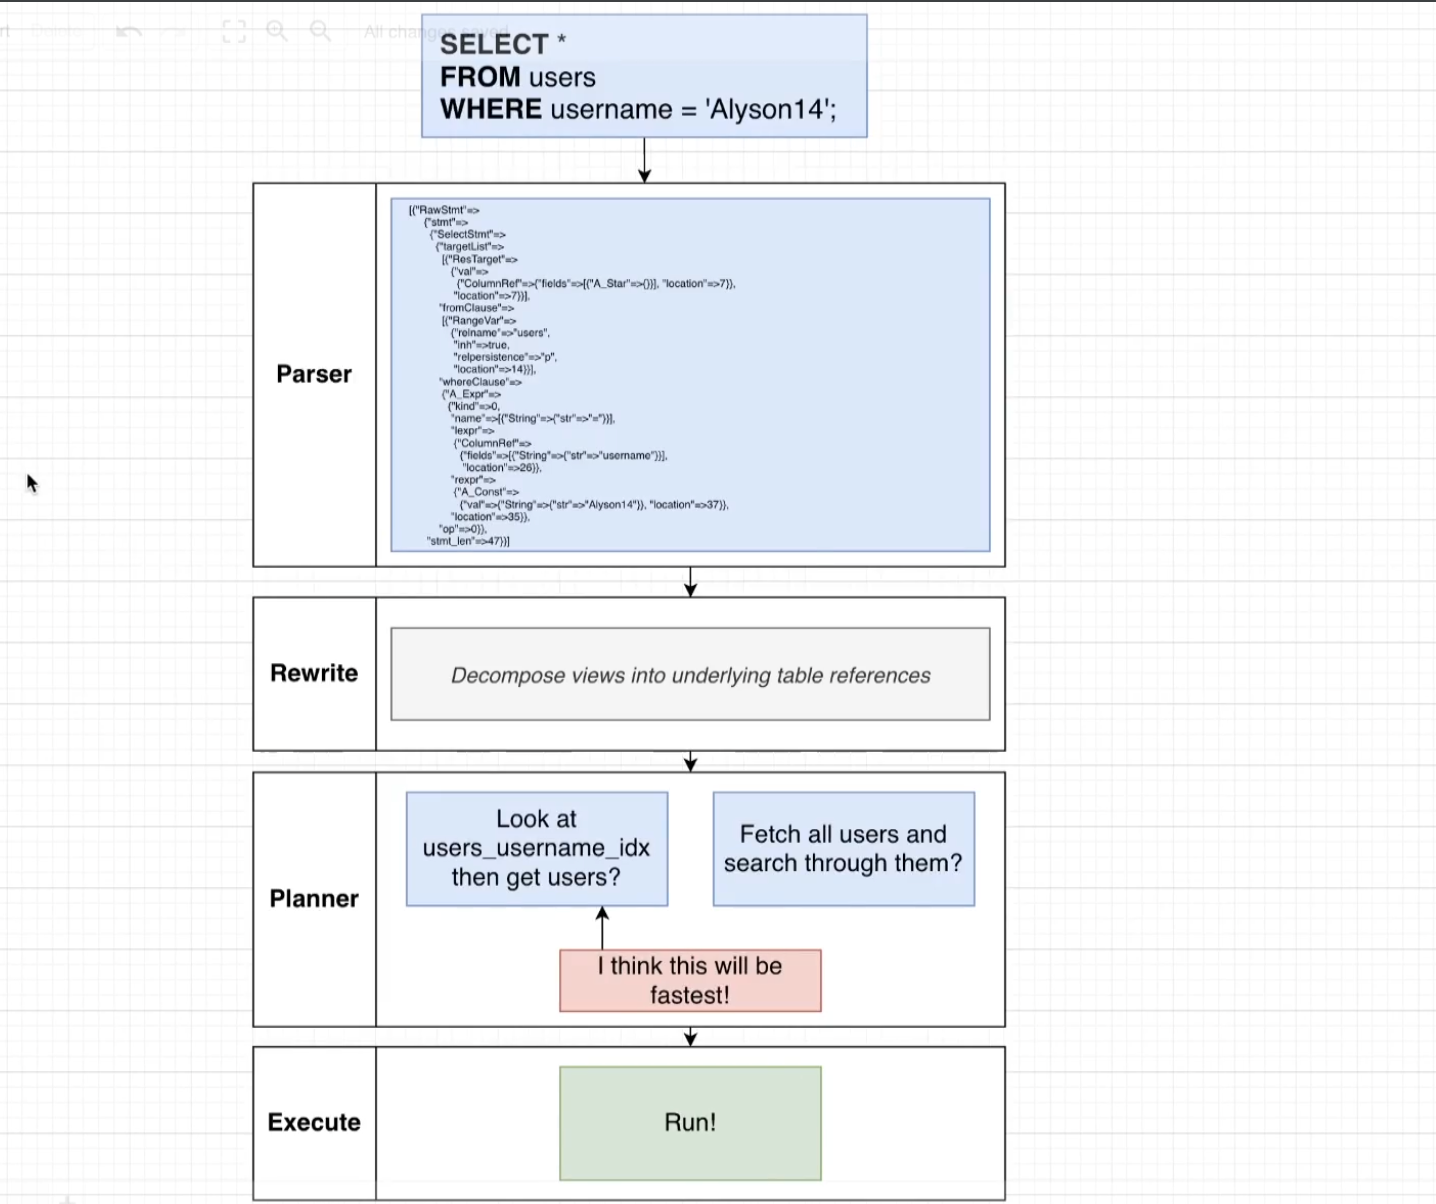 All changes saved
SELECT *
FROM users
WHERE username = 'Alyson14';
Parser
[{"RawStmt"=>
{"stmt"=>
{"SelectStmt"=>
{"targetList"=>
[{"ResTarget"=>
{"val"=>
{"ColumnRef"=>{"fields"=>[{"A_Star"=>{}}], "location"=>7}},
"location"=>7}}],
"fromClause"=>
[{"RangeVar"=>
{"relname"=>"users",
"inh"=>true,
"relpersistence"=>"p",
"location"=>14}}],
"whereClause"=>
{"A_Expr"=>
{"kind"=>0,
"name"=>[{"String"=>{"str"=>"="}}],
"lexpr"=>
{"ColumnRef"=>
{"fields"=>[{"String"=>{"str"=>"username"}}],
"location"=>26}},
"rexpr"=>
{"A_Const"=>
{"val"=>{"String"=>{"str"=>"Alyson14"}}, "location"=>37}},
"location"=>35}},
"op"=>0}},
"stmt_len"=>47}}]
Rewrite
Decompose views into underlying table references
Planner
Look at
users_username_idx
then get users?
Fetch all users and
search through them?
I think this will be
fastest!
Execute
Run!